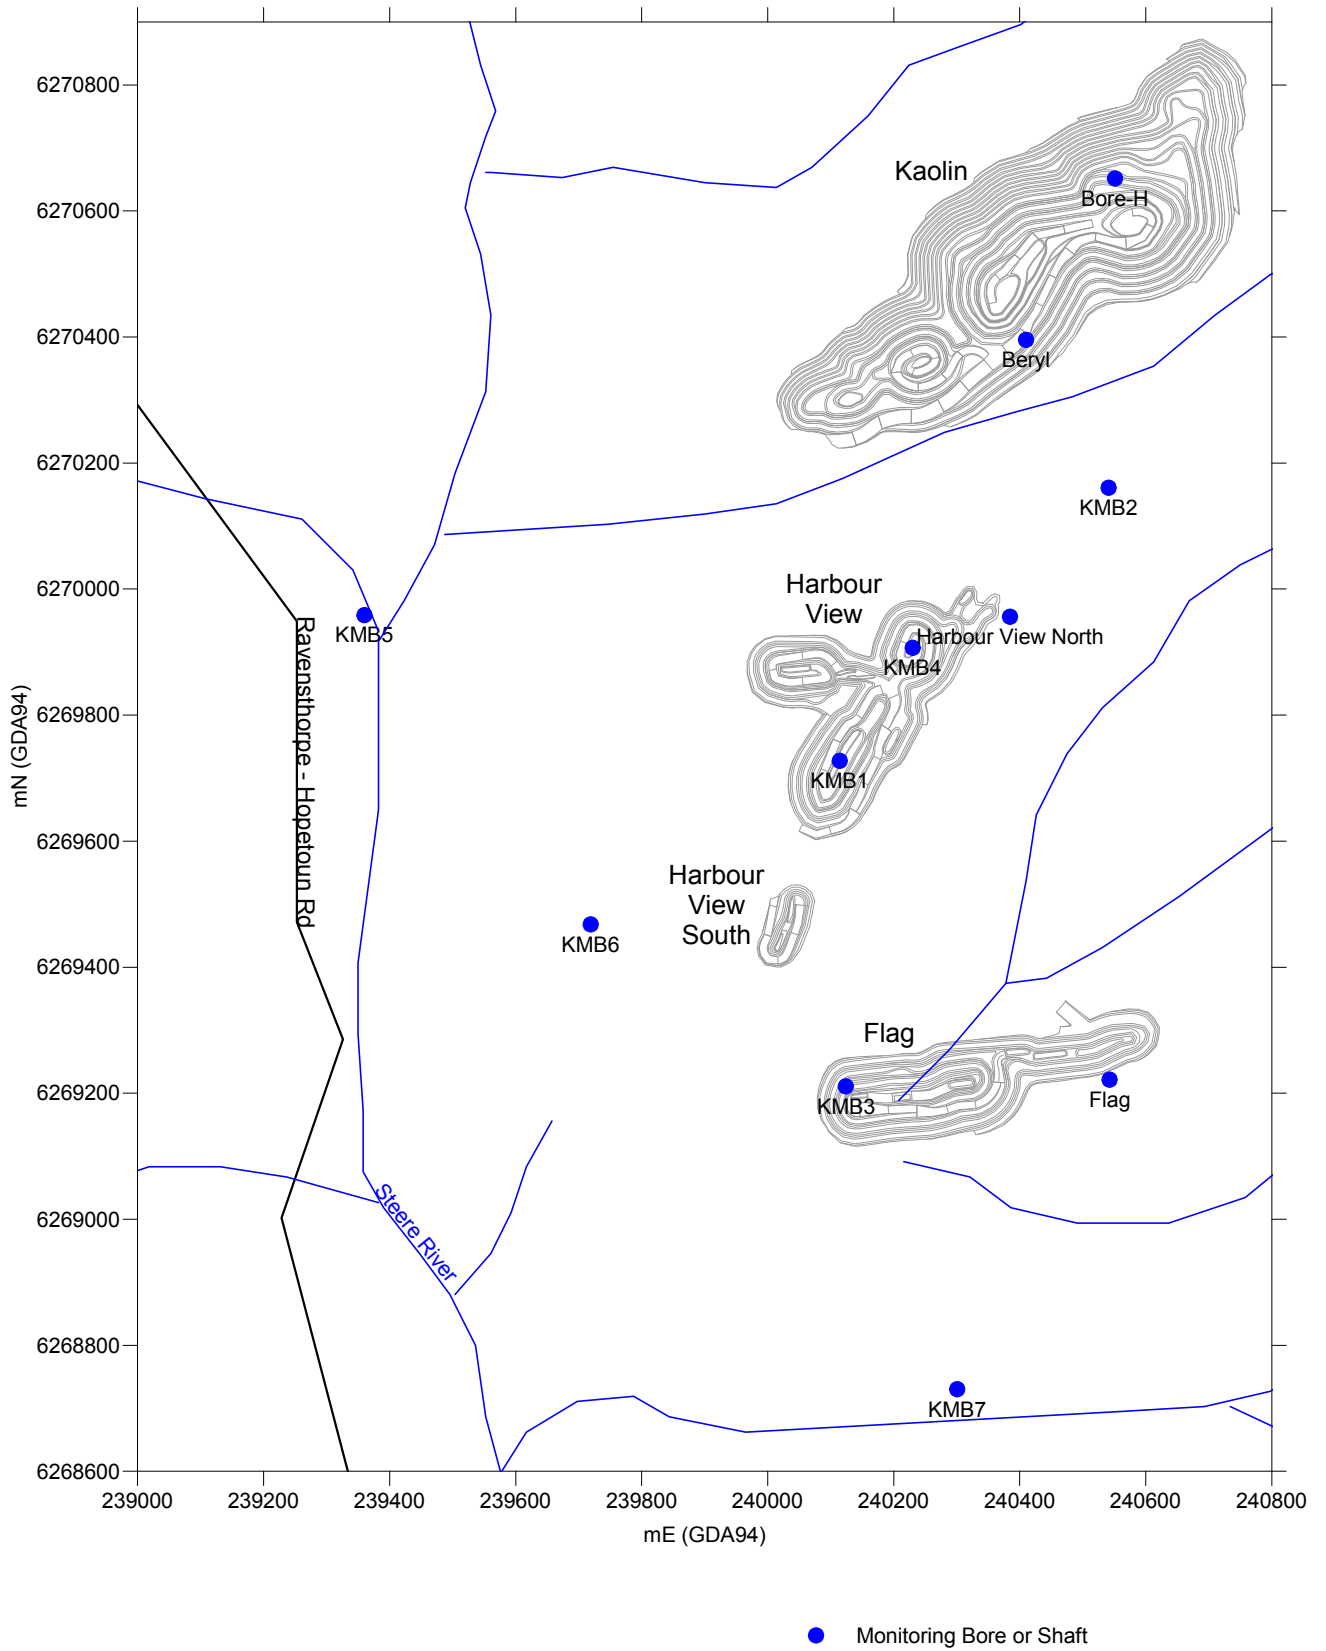 6270800
6270600
6270400
6270200
6270000
6269800
6269600
6269400
6269200
6269000
6268800
6268600
mN (GDA94)
Kaolin
Bore-H
Beryl
KMB2
Harbour
View
Harbour View North
KMB4
KMB5
KMB1
Ravensthorpe - Hopetoun Rd
Harbour
View
South
KMB6
Flag
KMB3
Flag
Steere River
KMB7
239000 239200 239400 239600 239800 240000 240200 240400 240600 240800
mE (GDA94)
Monitoring Bore or Shaft